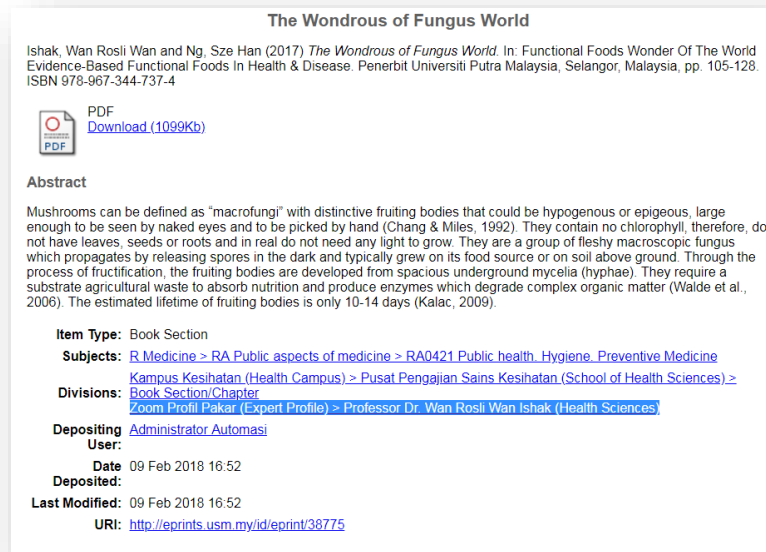 The Wondrous of Fungus World
Ishak, Wan Rosli Wan and Ng, Sze Han (2017) The Wondrous of Fungus World. In: Functional Foods Wonder Of The World
Evidence-Based Functional Foods In Health & Disease. Penerbit Universiti Putra Malaysia, Selangor, Malaysia, pp. 105-128.
ISBN 978-967-344-737-4
PDF
Download (1099Kb)
PDF
Abstract
Mushrooms can be defined as “macrofungi” with distinctive fruiting bodies that could be hypogenous or epigeous, large
enough to be seen by naked eyes and to be picked by hand (Chang & Miles, 1992). They contain no chlorophyll, therefore, do
not have leaves, seeds or roots and in real do not need any light to grow. They are a group of fleshy macroscopic fungus
which propagates by releasing spores in the dark and typically grew on its food source or on soil above ground. Through the
process of fructification, the fruiting bodies are developed from spacious underground mycelia (hyphae). They require a
substrate agricultural waste to absorb nutrition and produce enzymes which degrade complex organic matter (Walde et al.,
2006). The estimated lifetime of fruiting bodies is only 10-14 days (Kalac, 2009).
Item Type: Book Section
Subjects: R Medicine > RA Public aspects of medicine > RA0421 Public health. Hygiene. Preventive Medicine
Kampus Kesihatan (Health Campus) > Pusat Pengajian Sains Kesihatan (School of Health Sciences) >
Divisions: Book Section/Chapter
Zoom Profil Pakar (Expert Profile) > Professor Dr. Wan Rosli Wan Ishak (Health Sciences)
Depositing Administrator Automasi
User:
Date 09 Feb 2018 16:52
Deposited:
Last Modified: 09 Feb 2018 16:52
URI: http://eprints.usm.my/id/eprint/38775